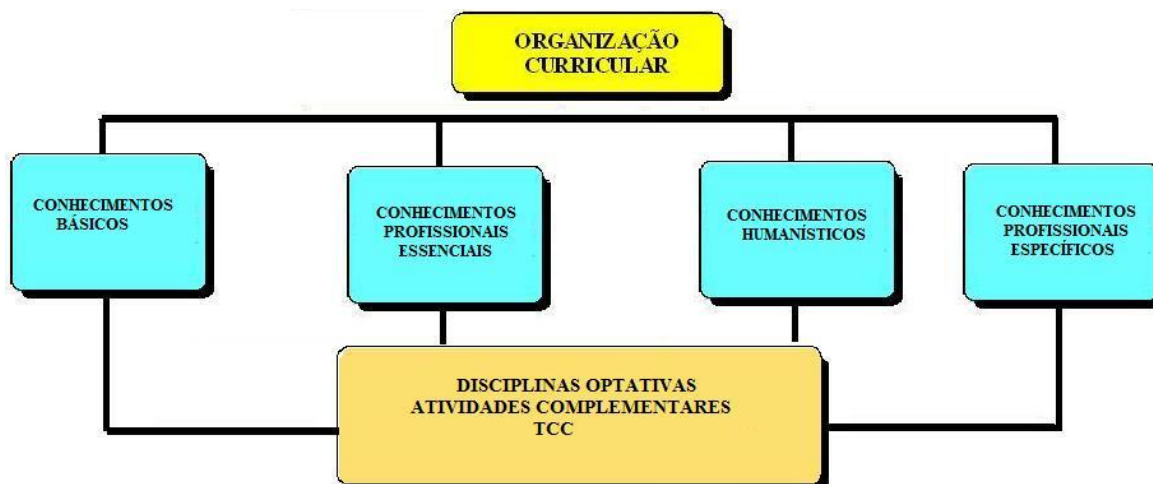 ORGANIZAÇÃO
CURRICULAR
CONHECIMENTOS
BÁSICOS
CONHECIMENTOS
PROFISSIONAIS
ESSENCIAIS
CONHECIMENTOS
HUMANÍSTICOS
CONHECIMENTOS
PROFISSIONAIS
ESPECÍFICOS
DISCIPLINAS OPTATIVAS
ATIVIDADES COMPLEMENTARES
TCC